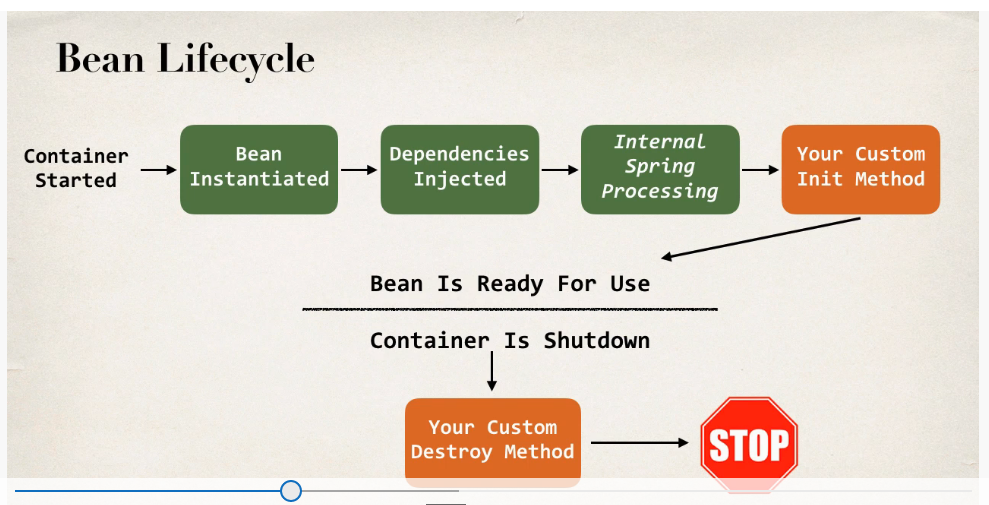 Bean Lifecycle
Container
Started
Bean
Instantiated
Dependencies
Injected
Internal
Spring
Processing
Your Custom
Init Method
Bean Is Ready For Use
Container Is Shutdown
Your Custom
Destroy Method
STOP